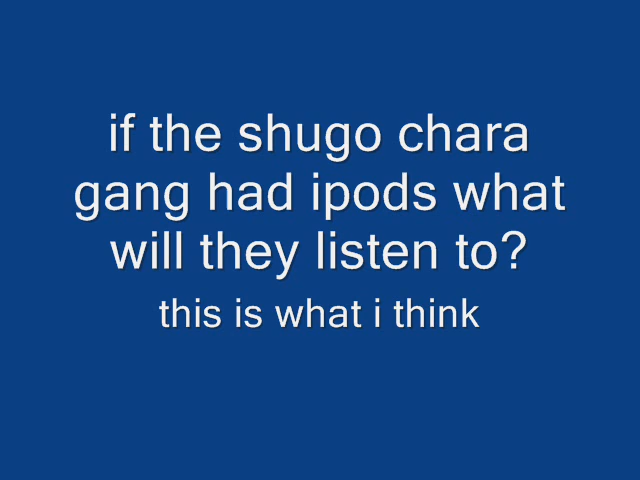 if the shugo chara
gang had ipods what
will they listen to?
this is what i think